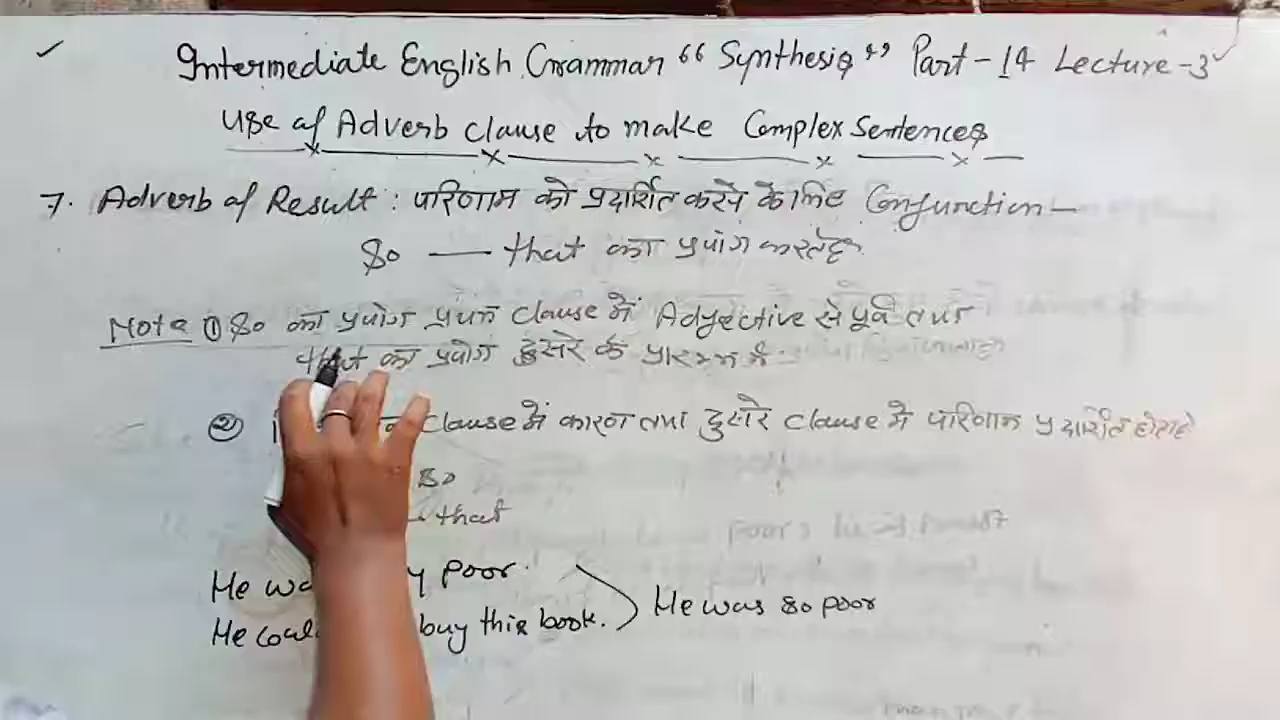 Intermediate English Grammar “Synthesis” Part-14 Lecture-3
Use of Adverb clause to make Complex Sentences
7. Adverb of Result : परिणाम को प्रदर्शित करने के लिए Conjunction—
So — that का प्रयोग करते हैं
Note ① So का प्रयोग प्रथम Clause में Adjective से पूर्व तथा
that का प्रयोग दुसरे के प्रारम्भ में
② Clause में कारण तथा दुसरे Clause में परिणाम प्रदर्शित होता है
so
- that
He poor.
He buy this book.
He was so poor